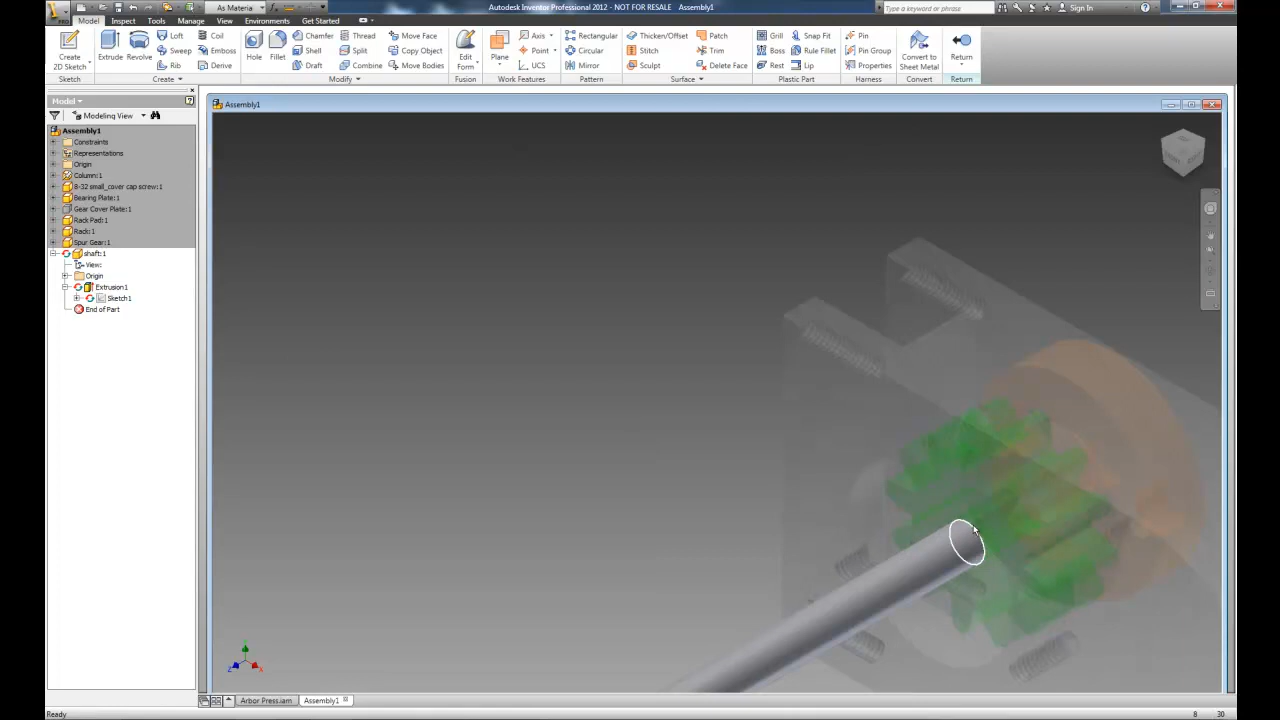 As Materia
Autodesk Inventor Professional 2012 - NOT FOR RESALE Assembly1
Type a keyword or phrase
Sign In
PRO
Model Inspect Tools Manage View Environments Get Started
Create 2D Sketch
Extrude
Revolve
Loft
Sweep
Rib
Coil
Emboss
Derive
Hole
Fillet
Chamfer
Shell
Draft
Thread
Split
Combine
Move Face
Copy Object
Move Bodies
Edit Form
Plane
Axis
Point
UCS
Rectangular
Circular
Mirror
Thicken/Offset
Stitch
Sculpt
Patch
Trim
Delete Face
Grill
Boss
Rest
Snap Fit
Rule Fillet
Lip
Pin
Pin Group
Properties
Convert to Sheet Metal
Return
Sketch Create Modify Fusion Work Features Pattern Surface Plastic Part Harness Convert Return
Model
Modeling View
Assembly1
Constraints
Representations
Origin
Column:1
8-32 small_cover cap screw:1
Bearing Plate:1
Gear Cover Plate:1
Rack Pad:1
Rack:1
Spur Gear:1
shaft:1
View:
Origin
Extrusion1
Sketch1
End of Part
Assembly1
Arbor Press.iam
Assembly1
Ready
8 30